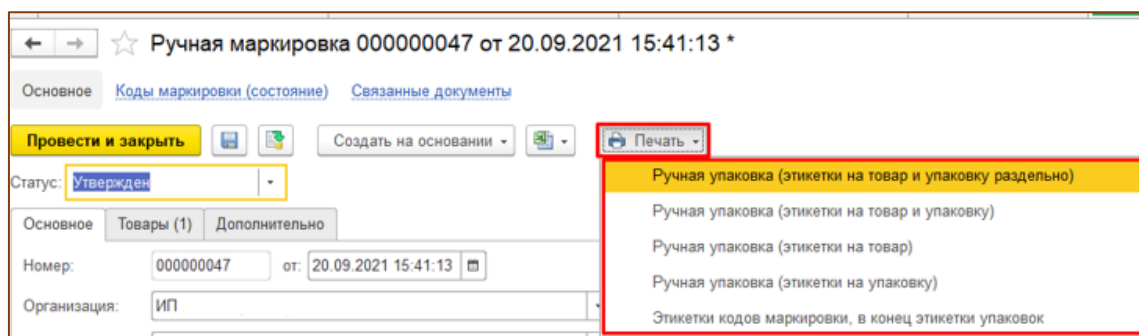 Ручная маркировка 000000047 от 20.09.2021 15:41:13 *
Основное Коды маркировки (состояние) Связанные документы
Провести и закрыть Создать на основании Печать
Статус: Утвержден
Ручная упаковка (этикетки на товар и упаковку раздельно)
Ручная упаковка (этикетки на товар и упаковку)
Ручная упаковка (этикетки на товар)
Ручная упаковка (этикетки на упаковку)
Этикетки кодов маркировки, в конец этикетки упаковок
Основное Товары (1) Дополнительно
Номер: 000000047 от: 20.09.2021 15:41:13
Организация: ИП